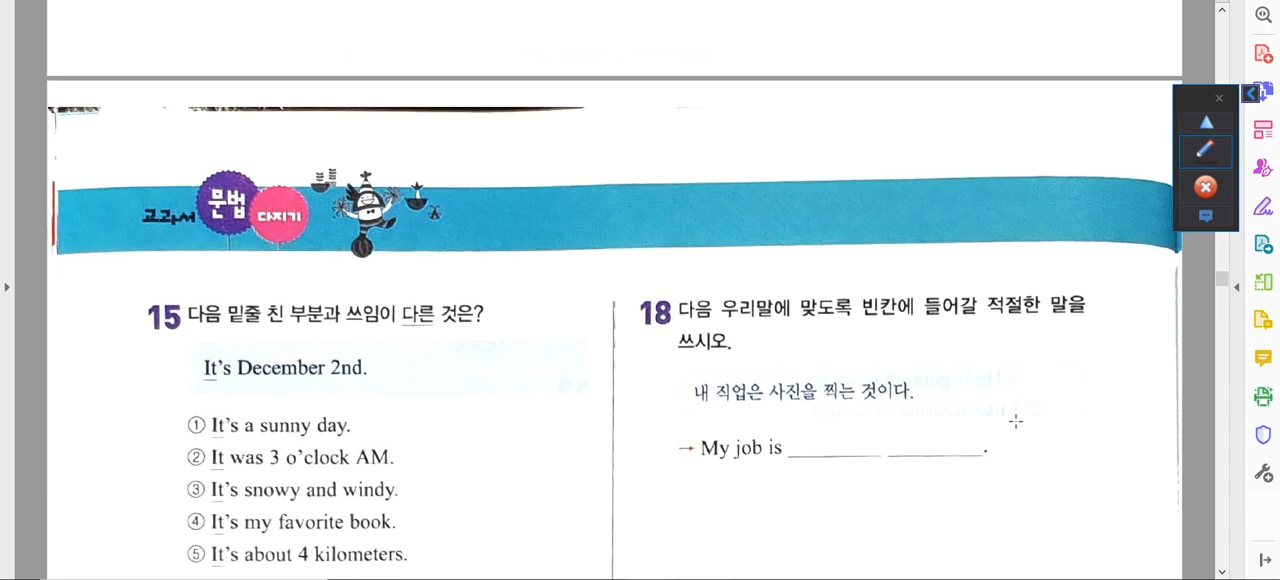 교과서
문법
다지기
15 다음 밑줄 친 부분과 쓰임이 다른 것은?
It's December 2nd.
① It's a sunny day.
② It was 3 o'clock AM.
③ It's snowy and windy.
④ It's my favorite book.
⑤ It's about 4 kilometers.
18 다음 우리말에 맞도록 빈칸에 들어갈 적절한 말을
쓰시오.
내 직업은 사진을 찍는 것이다.
→ My job is ________ ________.